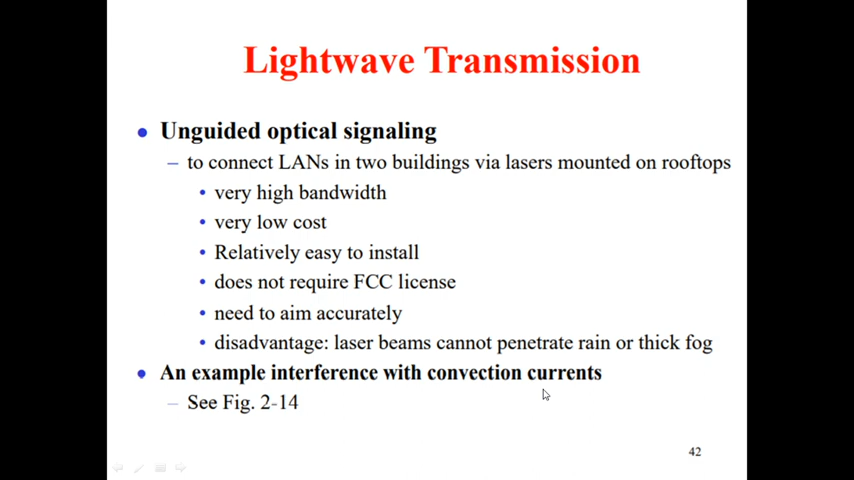 Lightwave Transmission
• Unguided optical signaling
– to connect LANs in two buildings via lasers mounted on rooftops
• very high bandwidth
• very low cost
• Relatively easy to install
• does not require FCC license
• need to aim accurately
• disadvantage: laser beams cannot penetrate rain or thick fog
• An example interference with convection currents
– See Fig. 2-14
42